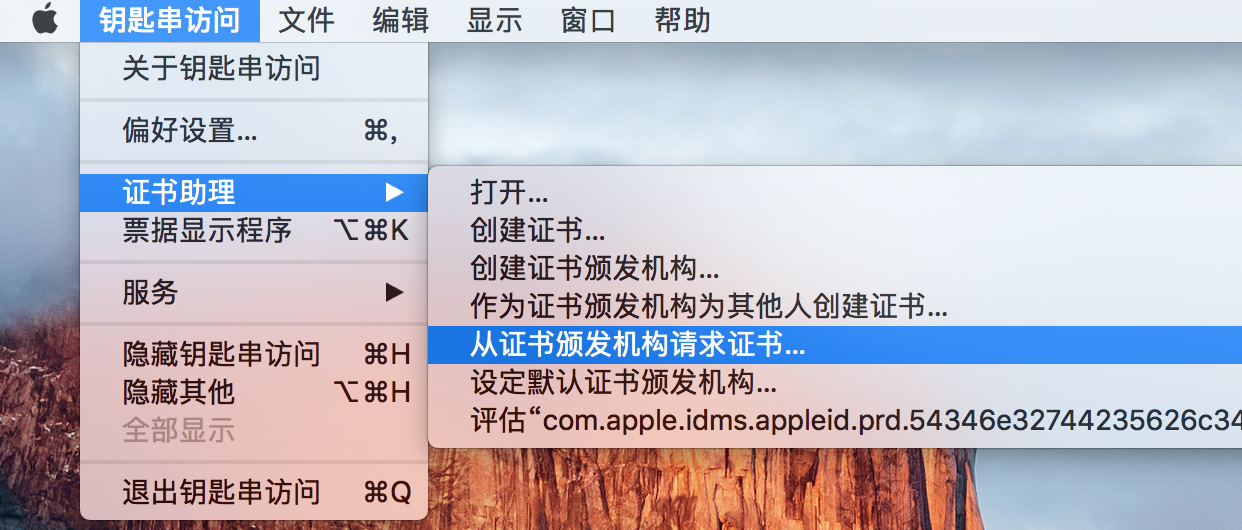 钥匙串访问 文件 编辑 显示 窗口 帮助
关于钥匙串访问
偏好设置... ⌘,
证书助理 ▶
票据显示程序 ⌥⌘K
服务 ▶
隐藏钥匙串访问 ⌘H
隐藏其他 ⌥⌘H
全部显示
退出钥匙串访问 ⌘Q
打开...
创建证书...
创建证书颁发机构...
作为证书颁发机构为其他人创建证书...
从证书颁发机构请求证书...
设定默认证书颁发机构...
评估“com.apple.idms.appleid.prd.54346e32744235626c34